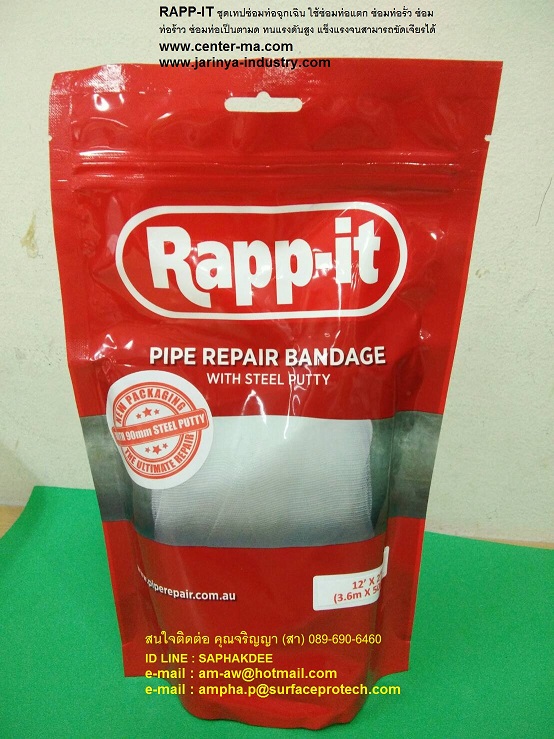 RAPP-IT ชุดเทปซ่อมท่อฉุกเฉิน ใช้ซ่อมท่อแตก ซ่อมท่อรั่ว ซ่อม
ท่อร้าว ซ่อมท่อเป็นตามด ทนแรงดันสูง แข็งแรงจนสามารถขัดเจียรได้
www.center-ma.com
www.jarinya-industry.com
Rapp-it
PIPE REPAIR BANDAGE
WITH STEEL PUTTY
NEW PACKAGING
WITH 90mm STEEL PUTTY
THE ULTIMATE REPAIR
www.piperepair.com.au
12' X
(3.6m X
สนใจติดต่อ คุณจริญญา (สา) 089-690-6460
ID LINE : SAPHAKDEE
e-mail : am-aw@hotmail.com
e-mail : ampha.p@surfaceprotech.com